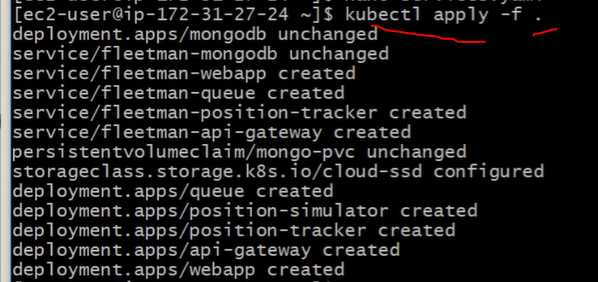 [ec2-user@ip-172-31-27-24 ~]$ kubectl apply -f .
deployment.apps/mongodb unchanged
service/fleetman-mongodb unchanged
service/fleetman-webapp created
service/fleetman-queue created
service/fleetman-position-tracker created
service/fleetman-api-gateway created
persistentvolumeclaim/mongo-pvc unchanged
storageclass.storage.k8s.io/cloud-ssd configured
deployment.apps/queue created
deployment.apps/position-simulator created
deployment.apps/position-tracker created
deployment.apps/api-gateway created
deployment.apps/webapp created